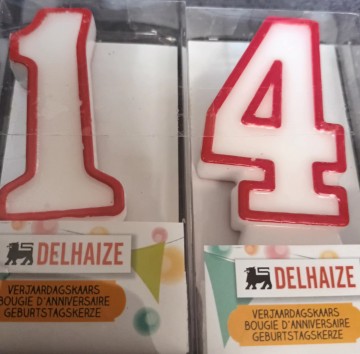 1
4
DELHAIZE
VERJAARDAGSKAARS
BOUGIE D'ANNIVERSAIRE
GEBURTSTAGSKERZE
DELHAIZE
VERJAARDAGSKAARS
BOUGIE D'ANNIVERSAIRE
GEBURTSTAGSKERZE